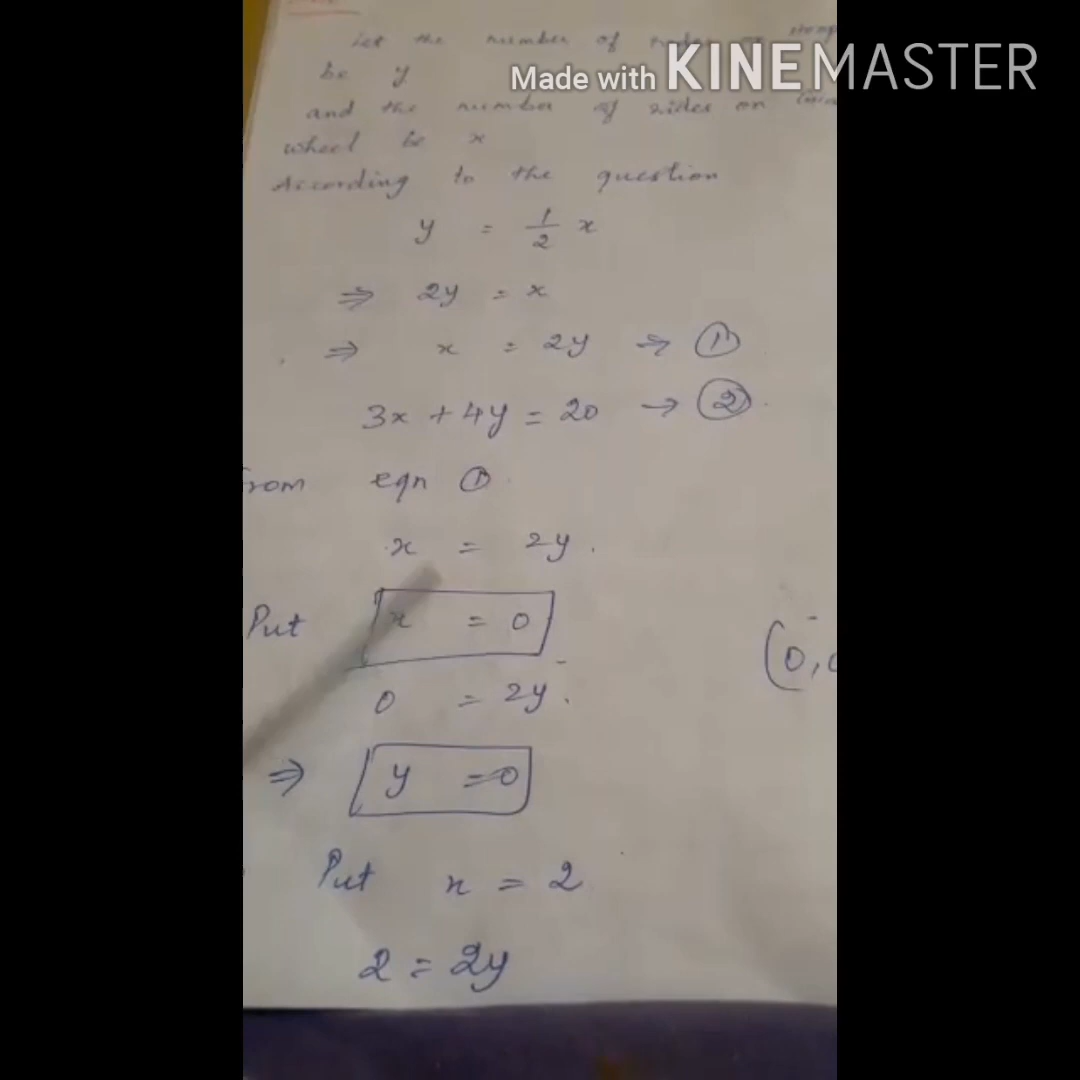 Made with KINEMASTER
Let the number of
be y
and the number of rides on
wheel be x
According to the question
y = 1/2 x
⇒ 2y = x
⇒ x = 2y → ①
3x + 4y = 20 → ②
From eqn ①
x = 2y.
Put x = 0
(0,
0 = 2y.
⇒ y = 0
Put x = 2
2 = 2y